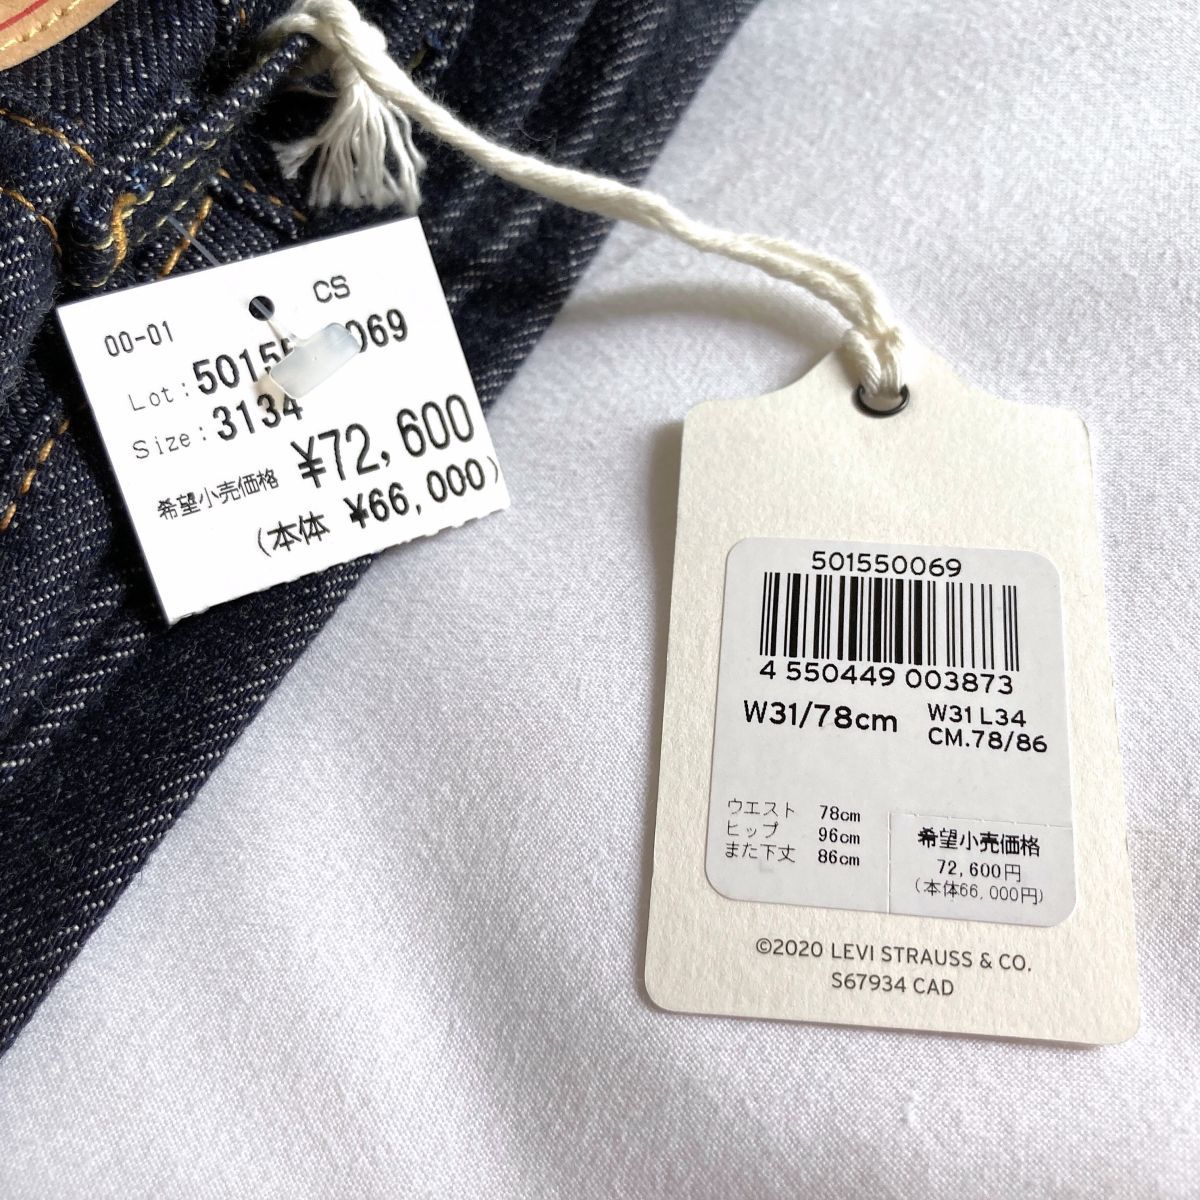 00-01 CS
Lot: 5015 069
Size: 3134
希望小売価格 ¥72,600
(本体 ¥66,000)
501550069
4 550449 003873
W31/78cm
W31 L34
CM.78/86
ウエスト 78cm
ヒップ 96cm
また下丈 86cm
希望小売価格
72,600円
(本体66,000円)
©2020 LEVI STRAUSS & CO.
S67934 CAD